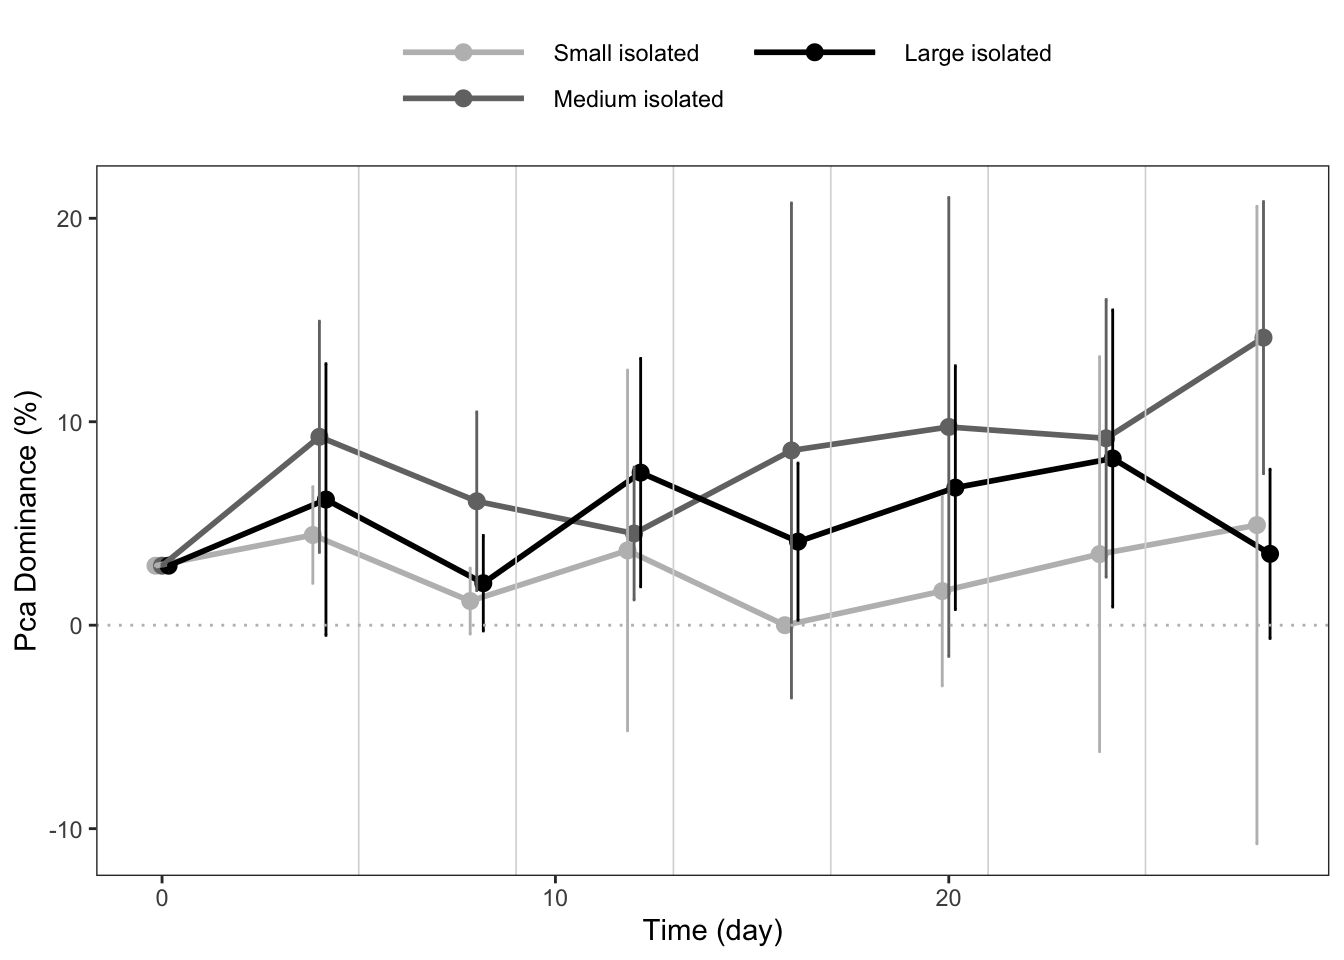 Small isolated
Large isolated
Medium isolated
Pca Dominance (%)
20
10
0
-10
0
10
20
Time (day)